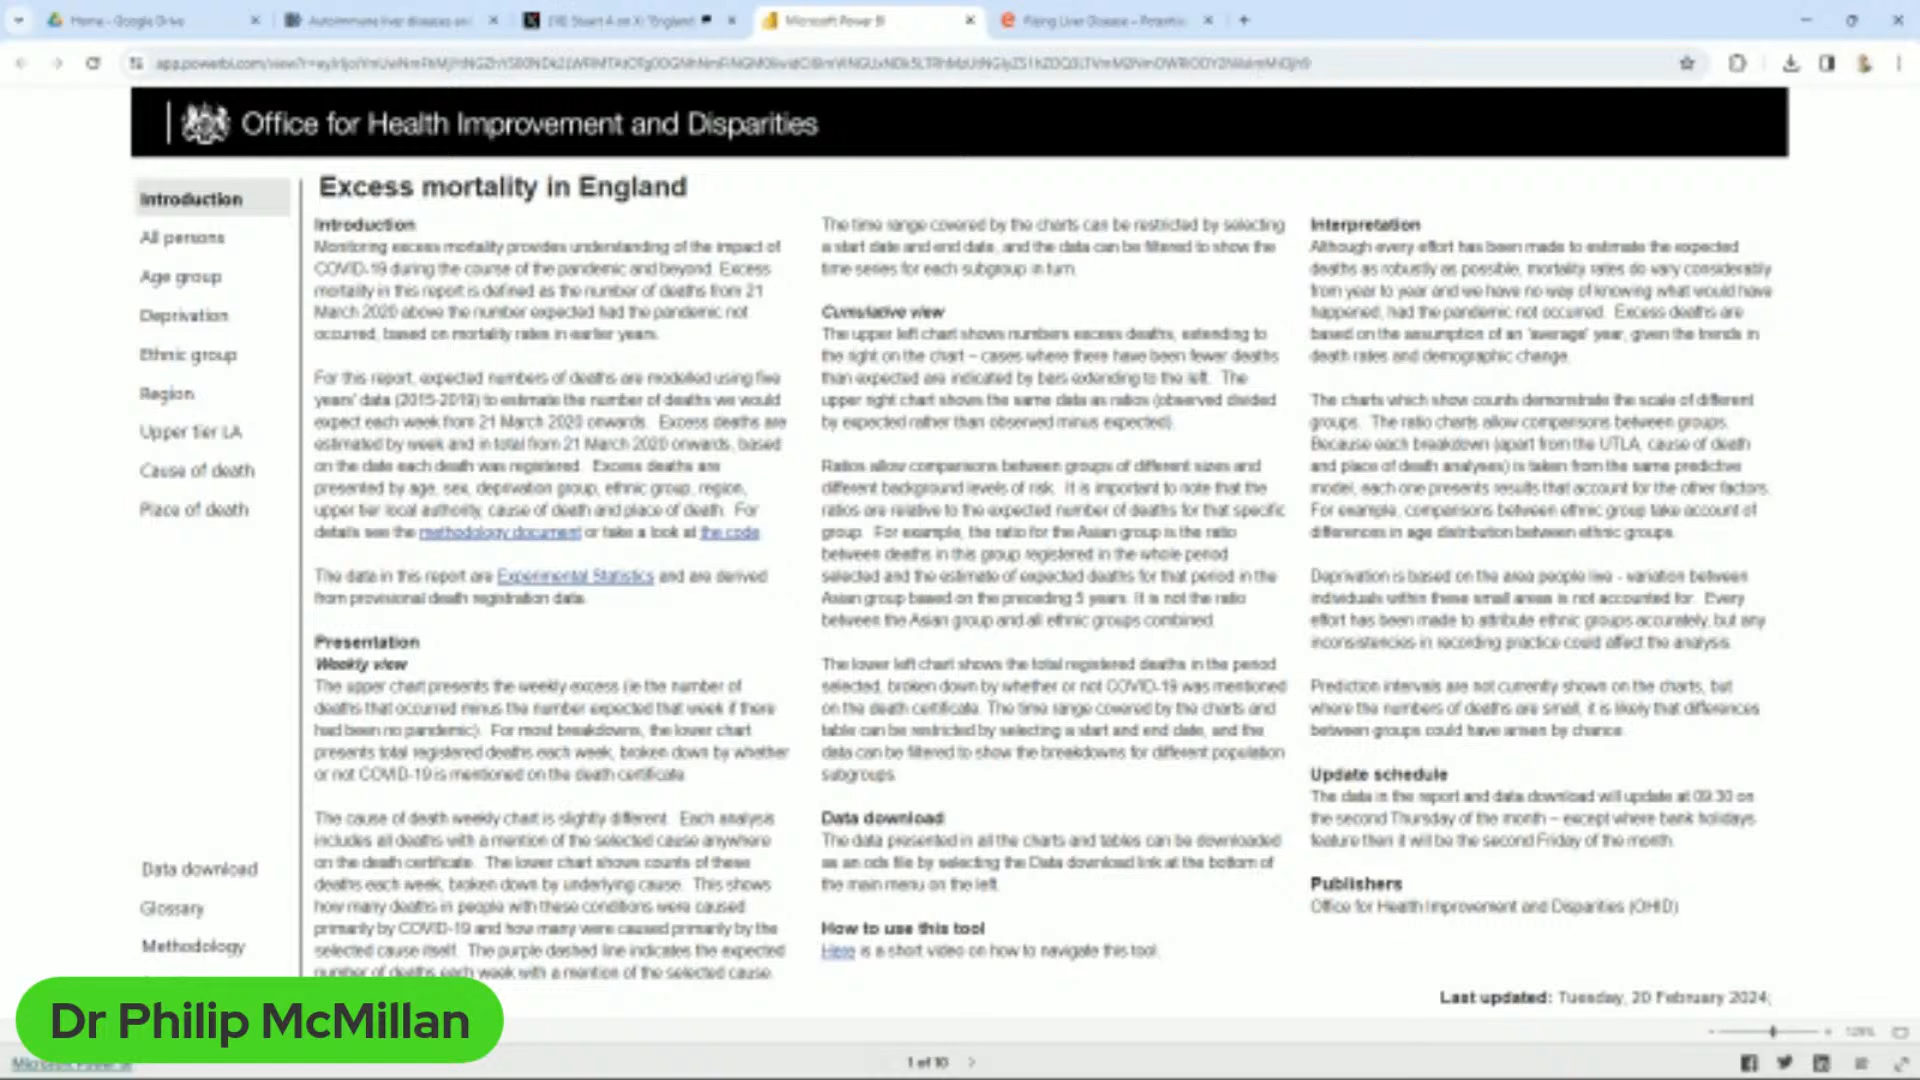 Home - Google Drive
Autoimmune liver diseases an
Stuart A on X: "England
Microsoft Power BI
Rising Liver Disease – Potentia
Office for Health Improvement and Disparities
Introduction
All persons
Age group
Deprivation
Ethnic group
Region
Upper tier LA
Cause of death
Place of death
Data download
Glossary
Methodology
Excess mortality in England
Introduction
Monitoring excess mortality provides understanding of the impact of
COVID-19 during the course of the pandemic and beyond. Excess
mortality in this report is defined as the number of deaths from 21
March 2020 above the number expected had the pandemic not
occurred, based on mortality rates in earlier years.
For this report, expected numbers of deaths are modelled using five
years' data (2015-2019) to estimate the number of deaths we would
expect each week from 21 March 2020 onwards. Excess deaths are
estimated by week and in total from 21 March 2020 onwards, based
on the date each death was registered. Excess deaths are
presented by age, sex, deprivation group, ethnic group, region,
upper tier local authority, cause of death and place of death. For
details see the methodology document or take a look at the code
The data in this report are Experimental Statistics and are derived
from provisional death registration data.
Presentation
Weekly view
The upper chart presents the weekly excess (ie the number of
deaths that occurred minus the number expected that week if there
had been no pandemic). For most breakdowns, the lower chart
presents total registered deaths each week, broken down by whether
or not COVID-19 is mentioned on the death certificate.
The cause of death weekly chart is slightly different. Each analysis
includes all deaths with a mention of the selected cause anywhere
on the death certificate. The lower chart shows counts of these
deaths each week, broken down by underlying cause. This shows
how many deaths in people with these conditions were caused
primarily by COVID-19 and how many were caused primarily by the
selected cause itself. The purple dashed line indicates the expected
number of deaths each week with a mention of the selected cause.
The time range covered by the charts can be restricted by selecting
a start date and end date, and the data can be filtered to show the
time series for each subgroup in turn.
Cumulative view
The upper left chart shows numbers excess deaths, extending to
the right on the chart – cases where there have been fewer deaths
than expected are indicated by bars extending to the left. The
upper right chart shows the same data as ratios (observed divided
by expected rather than observed minus expected).
Ratios allow comparisons between groups of different sizes and
different background levels of risk. It is important to note that the
ratios are relative to the expected number of deaths for that specific
group. For example, the ratio for the Asian group is the ratio
between deaths in this group registered in the whole period
selected and the estimate of expected deaths for that period in the
Asian group based on the preceding 5 years. It is not the ratio
between the Asian group and all ethnic groups combined.
The lower left chart shows the total registered deaths in the period
selected, broken down by whether or not COVID-19 was mentioned
on the death certificate. The time range covered by the charts and
table can be restricted by selecting a start and end date, and the
data can be filtered to show the breakdowns for different population
subgroups.
Data download
The data presented in all the charts and tables can be downloaded
as an ods file by selecting the Data download link at the bottom of
the main menu on the left.
How to use this tool
Here is a short video on how to navigate this tool.
Interpretation
Although every effort has been made to estimate the expected
deaths as robustly as possible, mortality rates do vary considerably
from year to year and we have no way of knowing what would have
happened, had the pandemic not occurred. Excess deaths are
based on the assumption of an 'average' year, given the trends in
death rates and demographic change.
The charts which show counts demonstrate the scale of different
groups. The ratio charts allow comparisons between groups.
Because each breakdown (apart from the UTLA, cause of death
and place of death analyses) is taken from the same predictive
model, each one presents results that account for the other factors.
For example, comparisons between ethnic group take account of
differences in age distribution between ethnic groups.
Deprivation is based on the area people live - variation between
individuals within these small areas is not accounted for. Every
effort has been made to attribute ethnic groups accurately, but any
inconsistencies in recording practice could affect the analysis.
Prediction intervals are not currently shown on the charts, but
where the numbers of deaths are small, it is likely that differences
between groups could have arisen by chance.
Update schedule
The data in the report and data download will update at 09:30 on
the second Thursday of the month – except where bank holidays
feature then it will be the second Friday of the month.
Publishers
Office for Health Improvement and Disparities (OHID)
Last updated: Tuesday, 20 February 2024;
Dr Philip McMillan
Microsoft Power BI
1 of 10